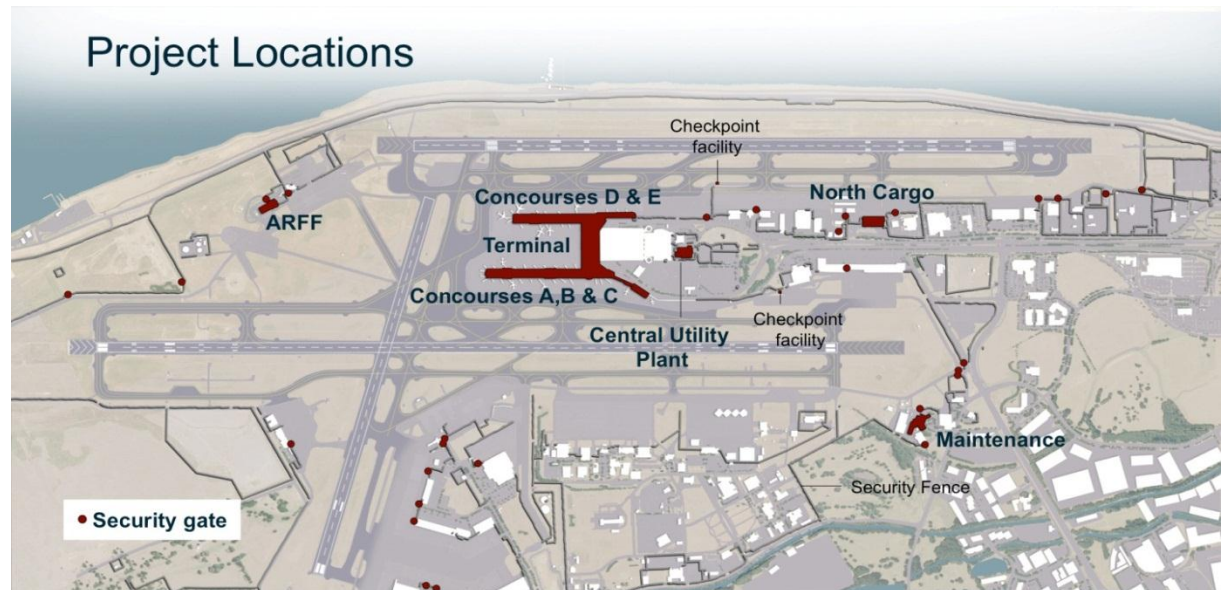 Project Locations
Checkpoint
facility
Concourses D & E
North Cargo
ARFF
Terminal
Concourses A,B & C
Checkpoint
facility
Central Utility
Plant
Maintenance
Security Fence
Security gate